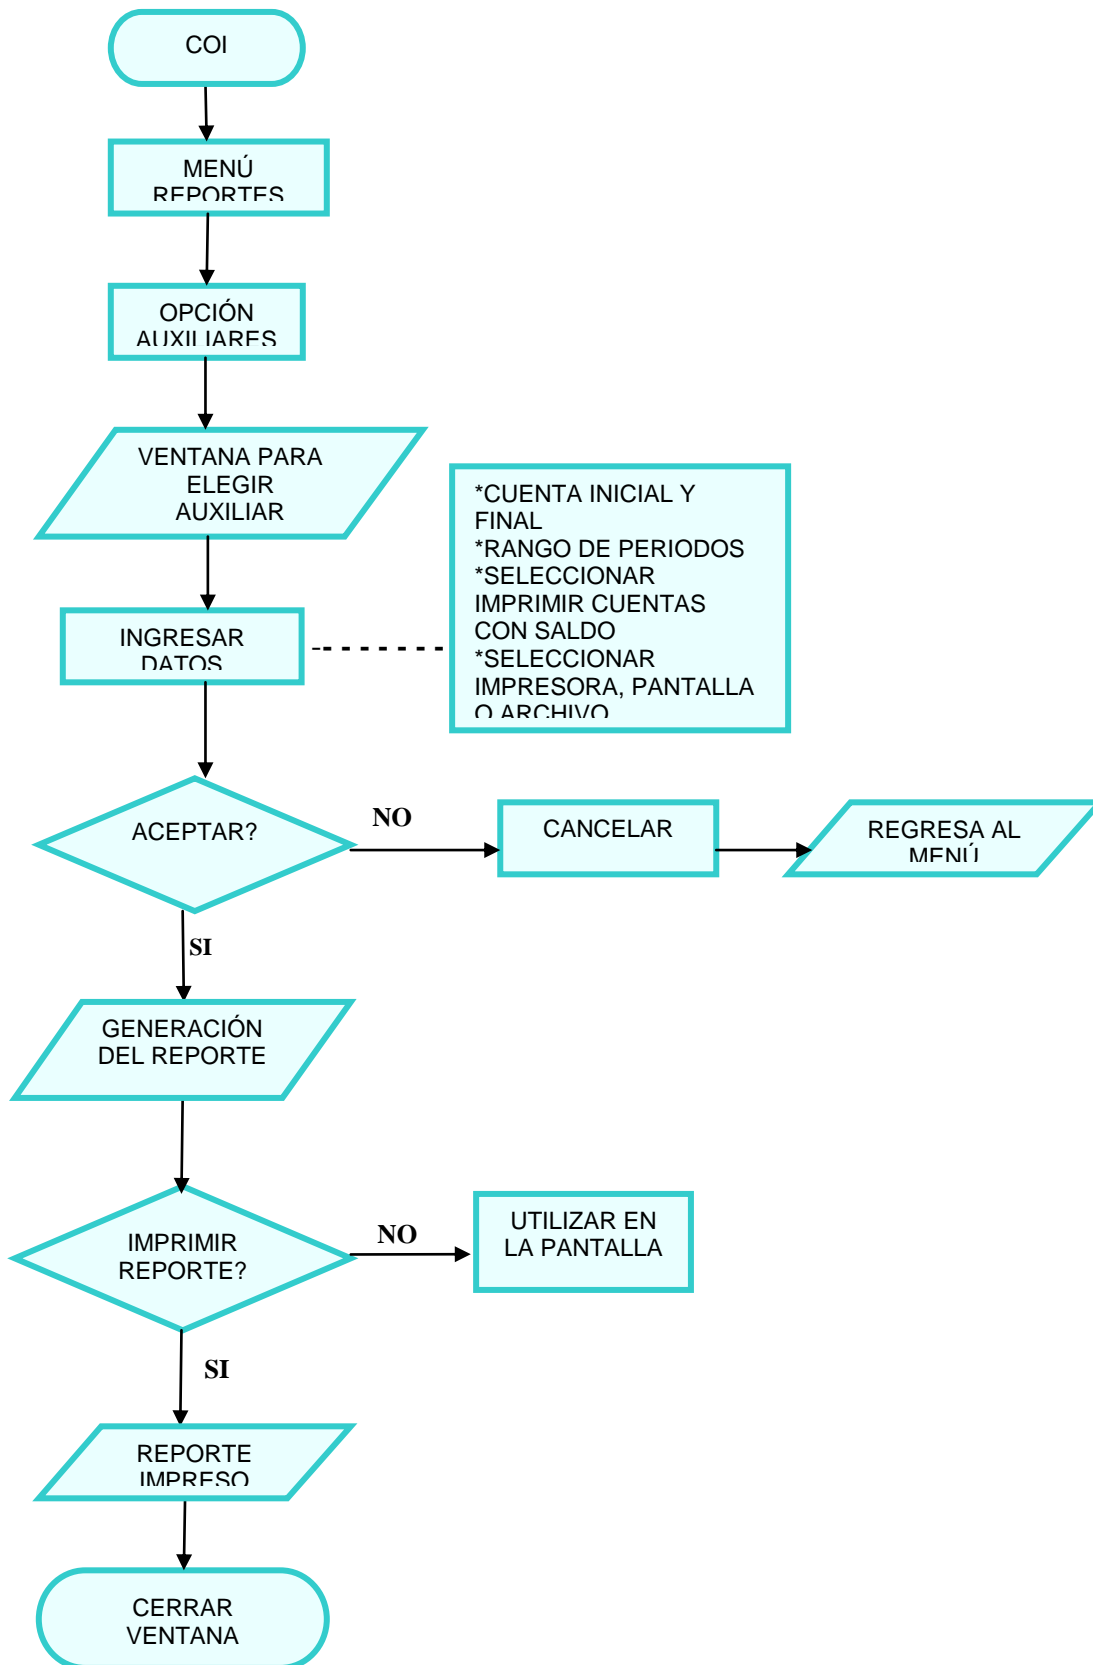 COI
MENÚ
REPORTES
OPCIÓN
AUXILIARES
VENTANA PARA
ELEGIR
AUXILIAR
*CUENTA INICIAL Y
FINAL
*RANGO DE PERIODOS
*SELECCIONAR
IMPRIMIR CUENTAS
CON SALDO
*SELECCIONAR
IMPRESORA, PANTALLA
O ARCHIVO
INGRESAR
DATOS
ACEPTAR?
NO
CANCELAR
REGRESA AL
MENÚ
SI
GENERACIÓN
DEL REPORTE
IMPRIMIR
REPORTE?
NO
UTILIZAR EN
LA PANTALLA
SI
REPORTE
IMPRESO
CERRAR
VENTANA